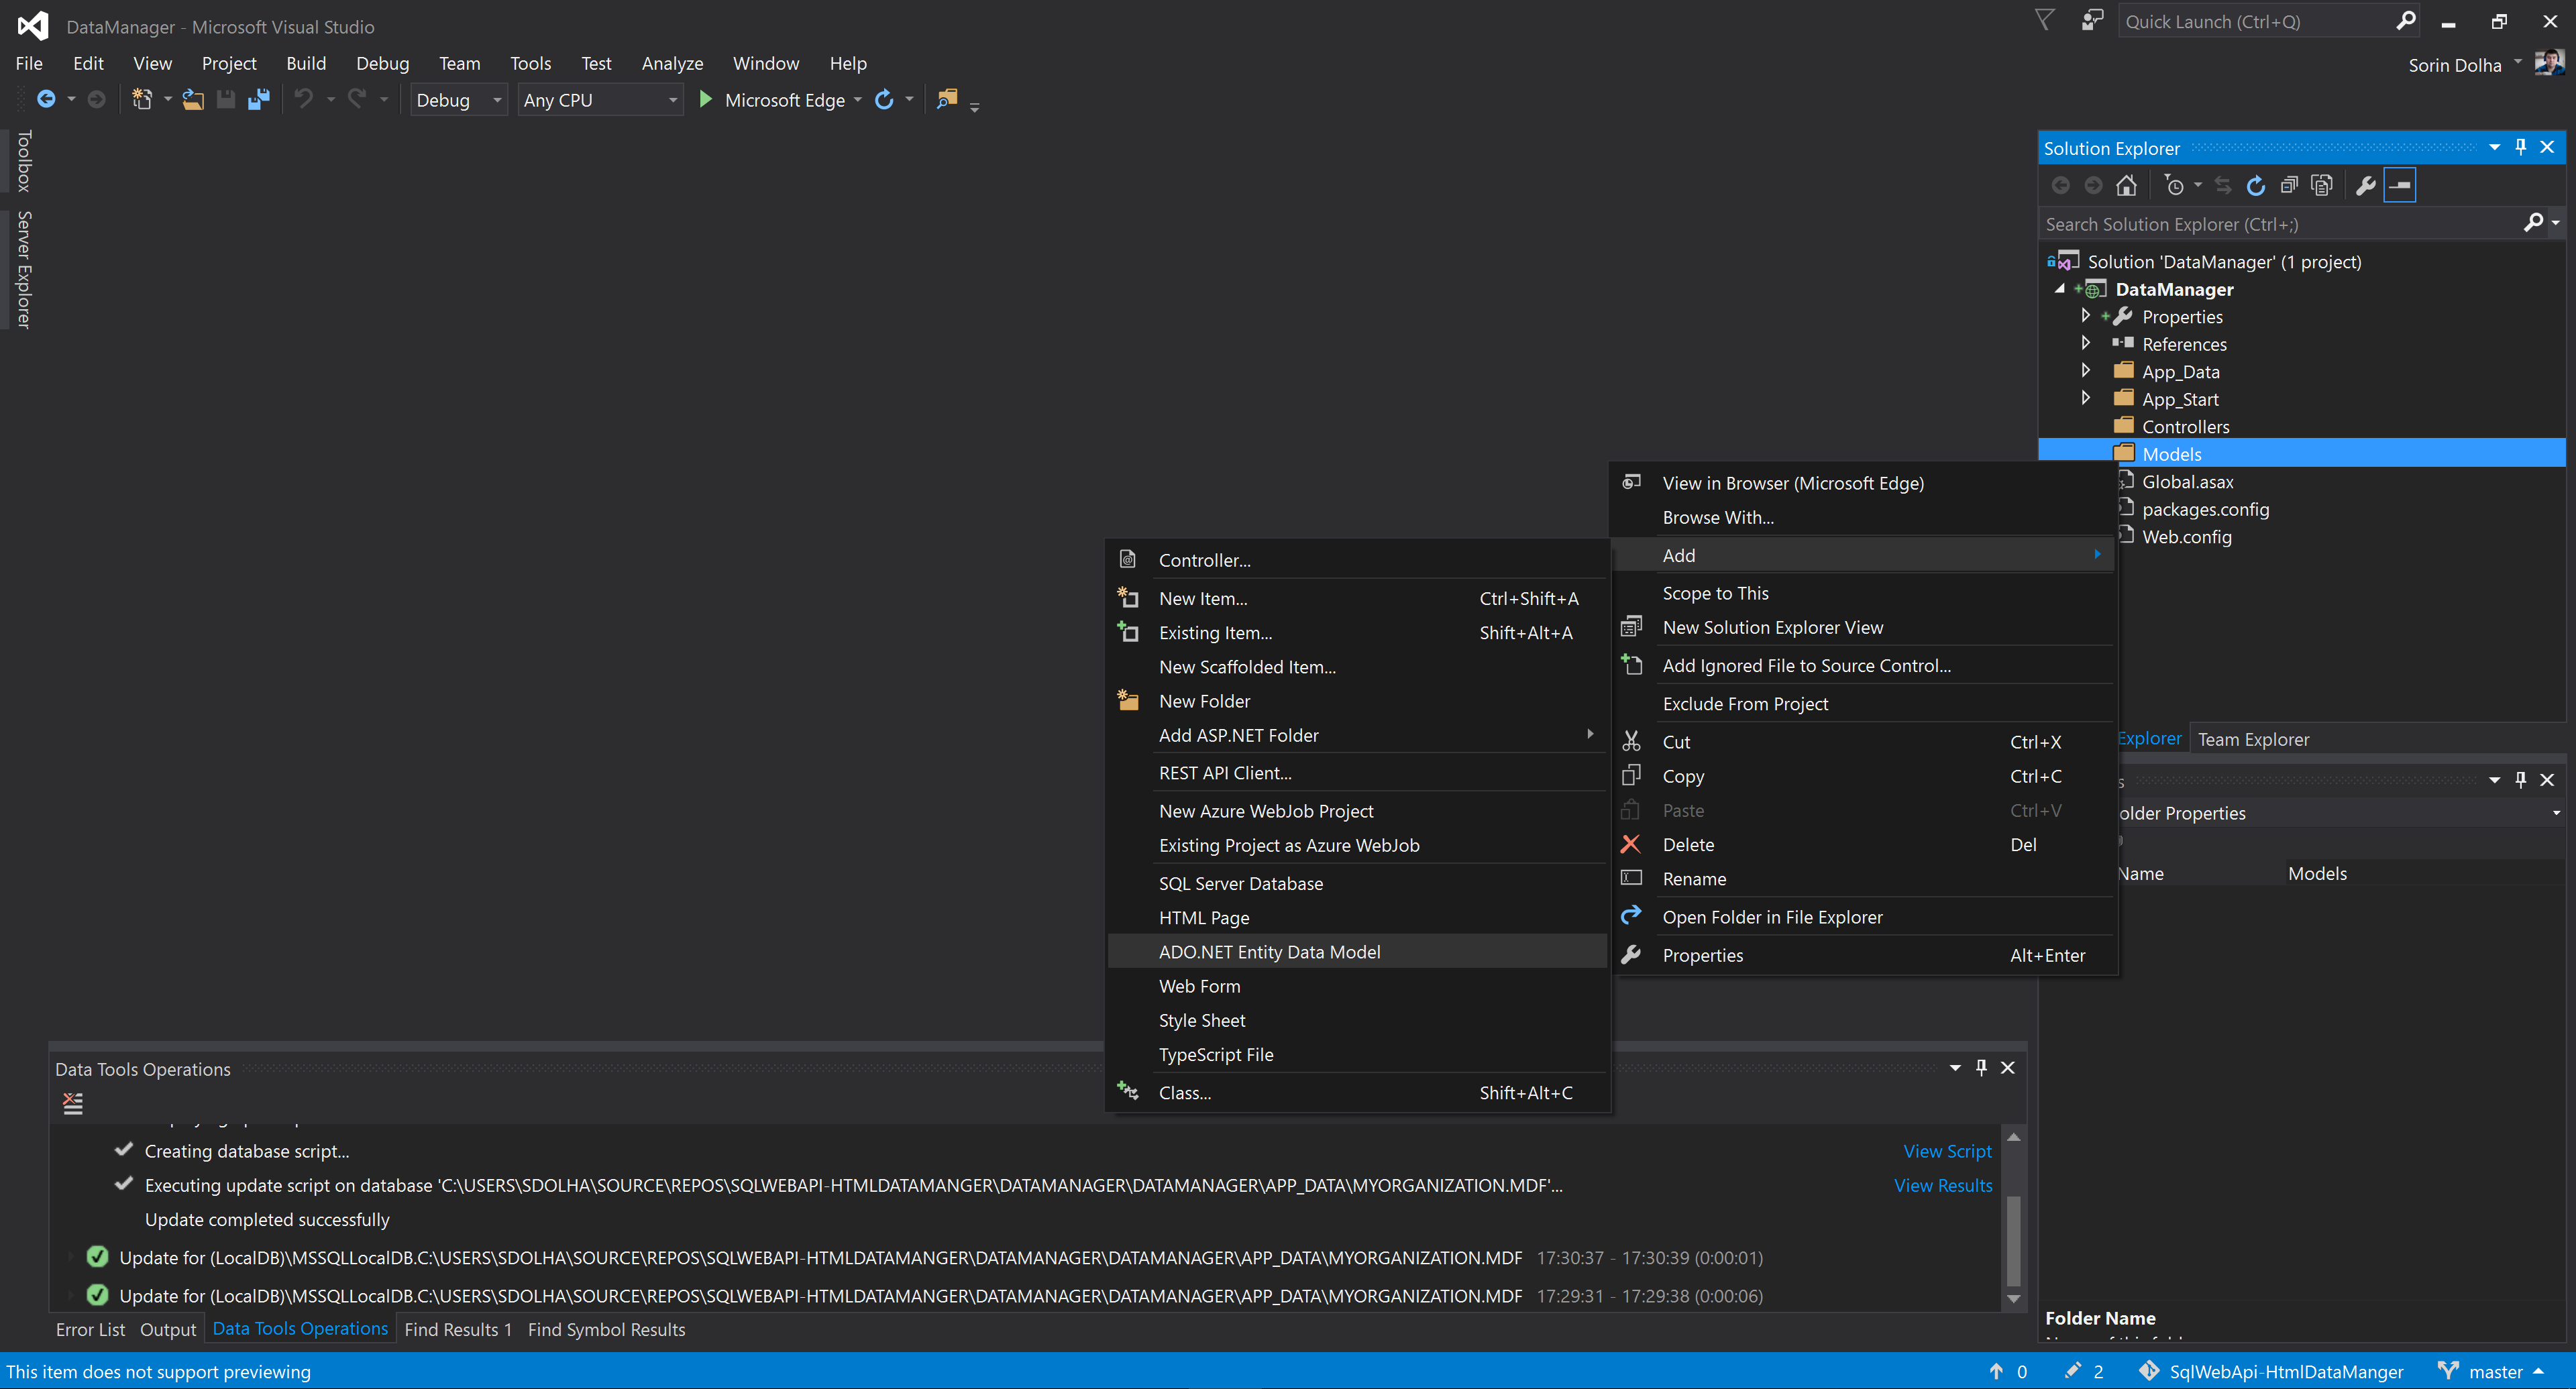 DataManager - Microsoft Visual Studio
Quick Launch (Ctrl+Q)
File Edit View Project Build Debug Team Tools Test Analyze Window Help
Sorin Dolha
Debug Any CPU Microsoft Edge
Toolbox
Server Explorer
Solution Explorer
Search Solution Explorer (Ctrl+;)
Solution 'DataManager' (1 project)
DataManager
Properties
References
App_Data
App_Start
Controllers
Models
Global.asax
packages.config
Web.config
View in Browser (Microsoft Edge)
Browse With...
Add
Scope to This
New Solution Explorer View
Add Ignored File to Source Control...
Exclude From Project
Cut Ctrl+X
Copy Ctrl+C
Paste Ctrl+V
Delete Del
Rename
Open Folder in File Explorer
Properties Alt+Enter
Controller...
New Item... Ctrl+Shift+A
Existing Item... Shift+Alt+A
New Scaffolded Item...
New Folder
Add ASP.NET Folder
REST API Client...
New Azure WebJob Project
Existing Project as Azure WebJob
SQL Server Database
HTML Page
ADO.NET Entity Data Model
Web Form
Style Sheet
TypeScript File
Class... Shift+Alt+C
Explorer Team Explorer
older Properties
Name Models
Folder Name
Data Tools Operations
Creating database script... View Script
Executing update script on database 'C:\USERS\SDOLHA\SOURCE\REPOS\SQLWEBAPI-HTMLDATAMANGER\DATAMANAGER\DATAMANAGER\APP_DATA\MYORGANIZATION.MDF'... View Results
Update completed successfully
Update for (LocalDB)\MSSQLLocalDB.C:\USERS\SDOLHA\SOURCE\REPOS\SQLWEBAPI-HTMLDATAMANGER\DATAMANAGER\DATAMANAGER\APP_DATA\MYORGANIZATION.MDF 17:30:37 - 17:30:39 (0:00:01)
Update for (LocalDB)\MSSQLLocalDB.C:\USERS\SDOLHA\SOURCE\REPOS\SQLWEBAPI-HTMLDATAMANGER\DATAMANAGER\DATAMANAGER\APP_DATA\MYORGANIZATION.MDF 17:29:31 - 17:29:38 (0:00:06)
Error List Output Data Tools Operations Find Results 1 Find Symbol Results
This item does not support previewing
0 2 SqlWebApi-HtmlDataManger master